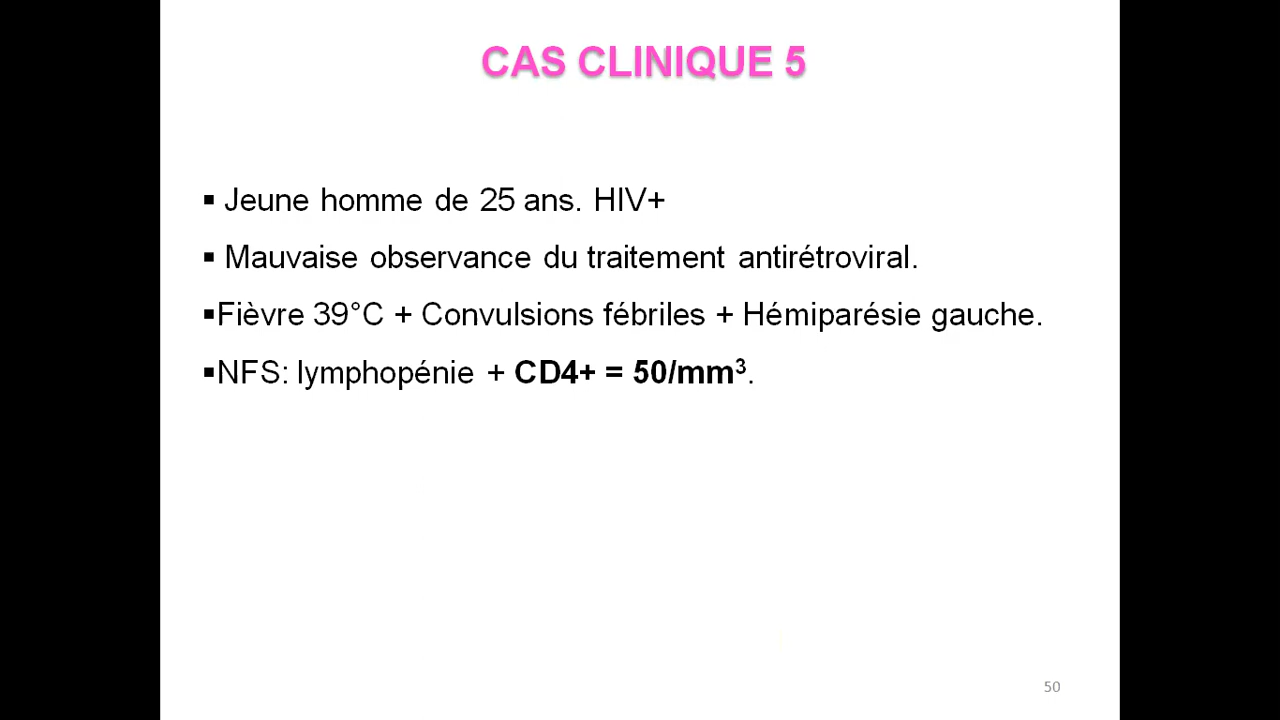 CAS CLINIQUE 5
▪ Jeune homme de 25 ans. HIV+
▪ Mauvaise observance du traitement antirétroviral.
▪Fièvre 39°C + Convulsions fébriles + Hémiparésie gauche.
▪NFS: lymphopénie + CD4+ = 50/mm³.
50